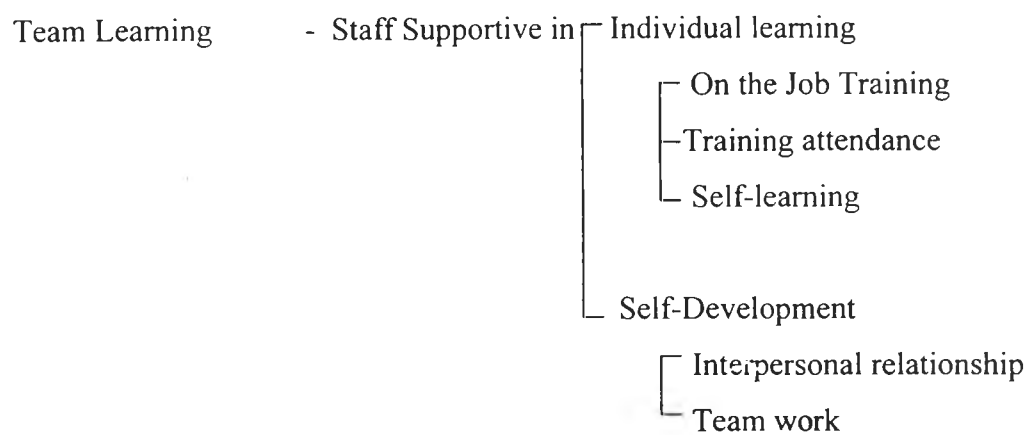 Team Learning - Staff Supportive in Individual learning
On the Job Training
Training attendance
Self-learning
Self-Development
Interpersonal relationship
Team work